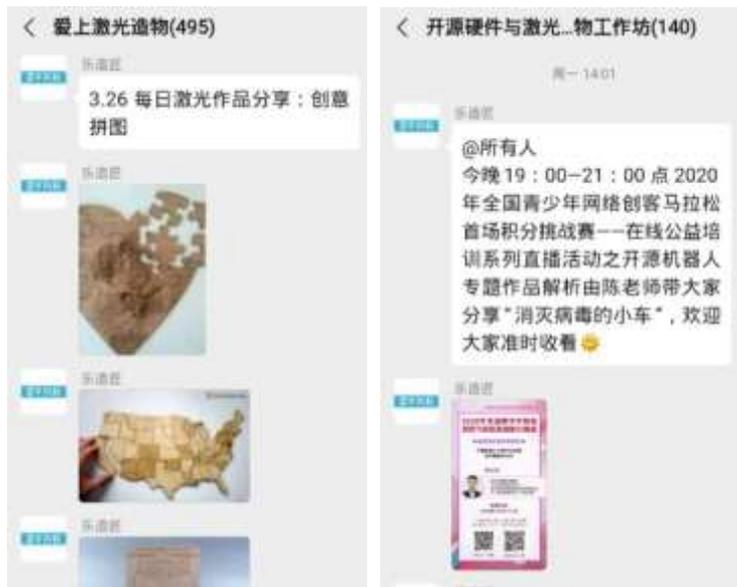 爱上激光造物(495)
乐造匠
3.26 每日激光作品分享：创意
拼图
乐造匠
乐造匠
乐造匠
开源硬件与激光...物工作坊(140)
周一 14:01
乐造匠
@所有人
今晚 19：00—21：00 点 2020
年全国青少年网络创客马拉松
首场积分挑战赛——在线公益培
训系列直播活动之开源机器人
专题作品解析由陈老师带大家
分享“消灭病毒的小车”，欢迎
大家准时收看
乐造匠